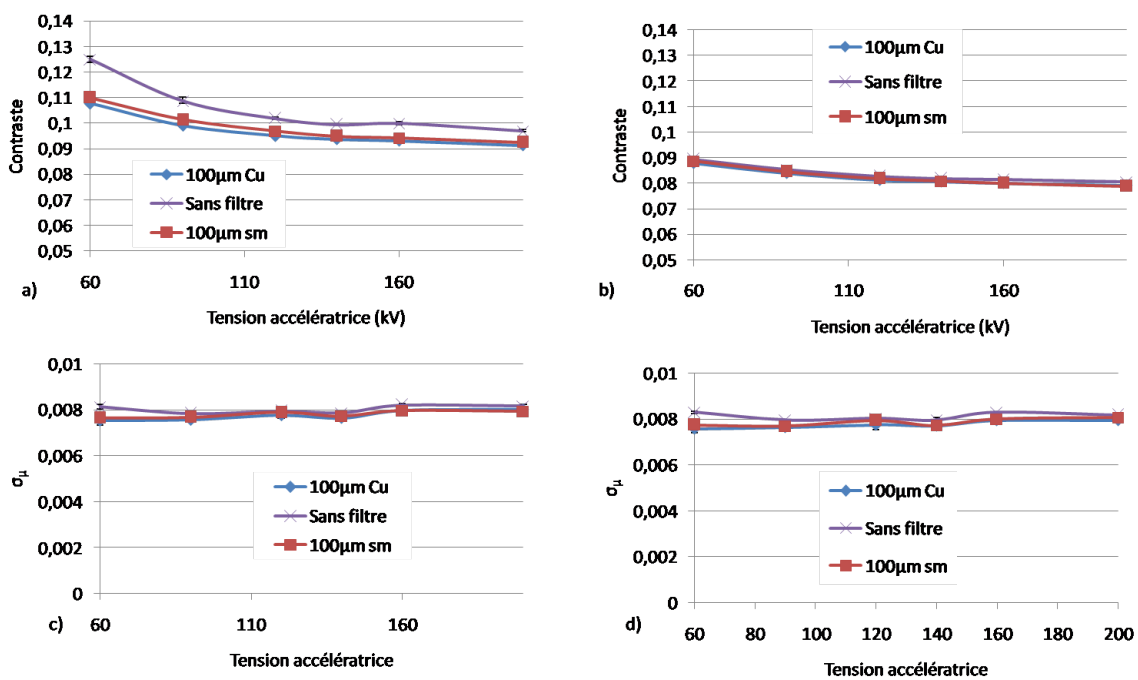 0,14
0,13
0,12
0,11
0,1
0,09
0,08
0,07
0,06
0,05
Contraste
100µm Cu
Sans filtre
100µm sm
60
110
160
a)
Tension accélératrice (kV)
0,14
0,13
0,12
0,11
0,1
0,09
0,08
0,07
0,06
0,05
Contraste
100µm Cu
Sans filtre
100µm sm
60
110
160
b)
Tension accélératrice (kV)
0,01
0,008
0,006
0,004
0,002
0
σµ
100µm Cu
Sans filtre
100µm sm
60
110
160
c)
Tension accélératrice
0,01
0,008
0,006
0,004
0,002
0
σµ
100µm Cu
Sans filtre
100µm sm
60 80 100 120 140 160 180 200
d)
Tension accélératrice